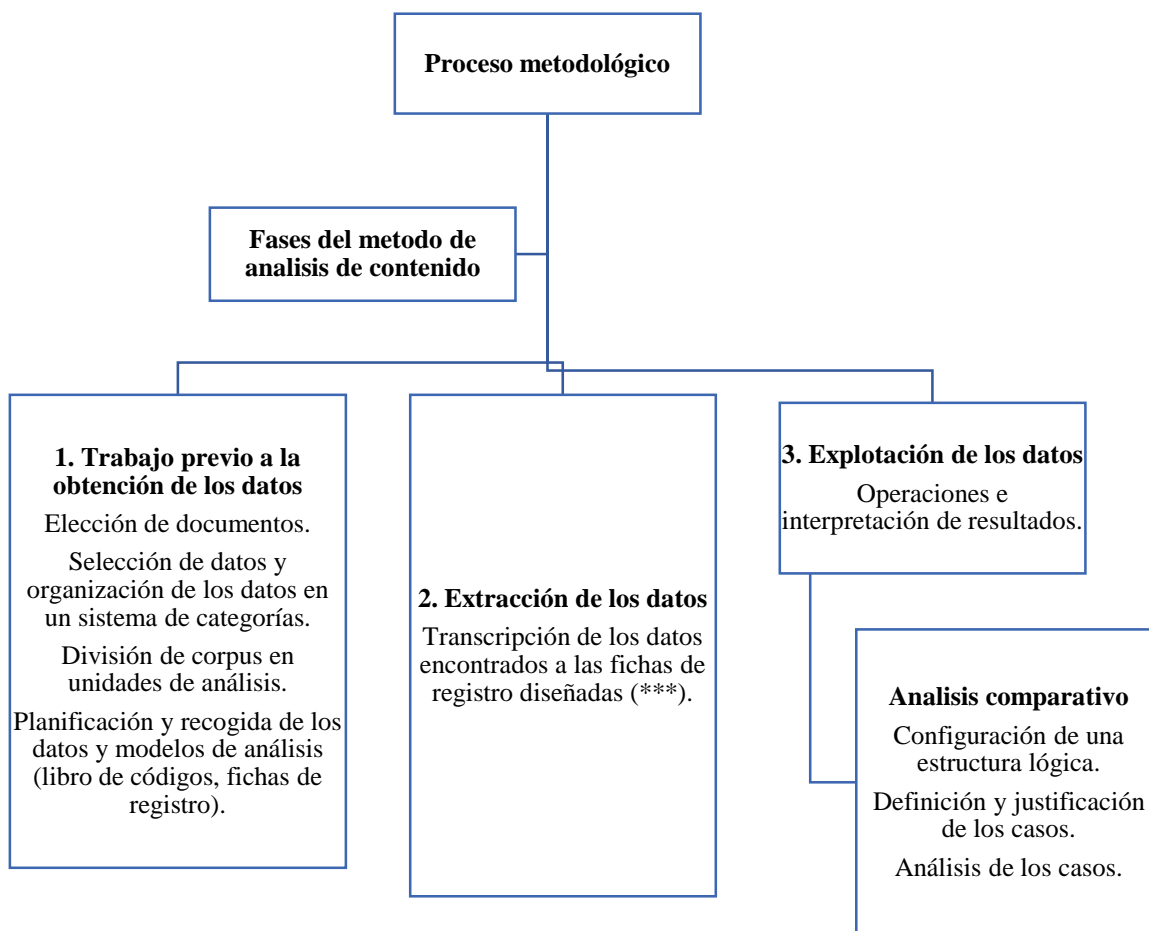 Proceso metodológico
Fases del metodo de
analisis de contenido
1. Trabajo previo a la
obtención de los datos
Elección de documentos.
Selección de datos y
organización de los datos en
un sistema de categorías.
División de corpus en
unidades de análisis.
Planificación y recogida de los
datos y modelos de análisis
(libro de códigos, fichas de
registro).
2. Extracción de los datos
Transcripción de los datos
encontrados a las fichas de
registro diseñadas (***).
3. Explotación de los datos
Operaciones e
interpretación de resultados.
Analisis comparativo
Configuración de una
estructura lógica.
Definición y justificación
de los casos.
Análisis de los casos.